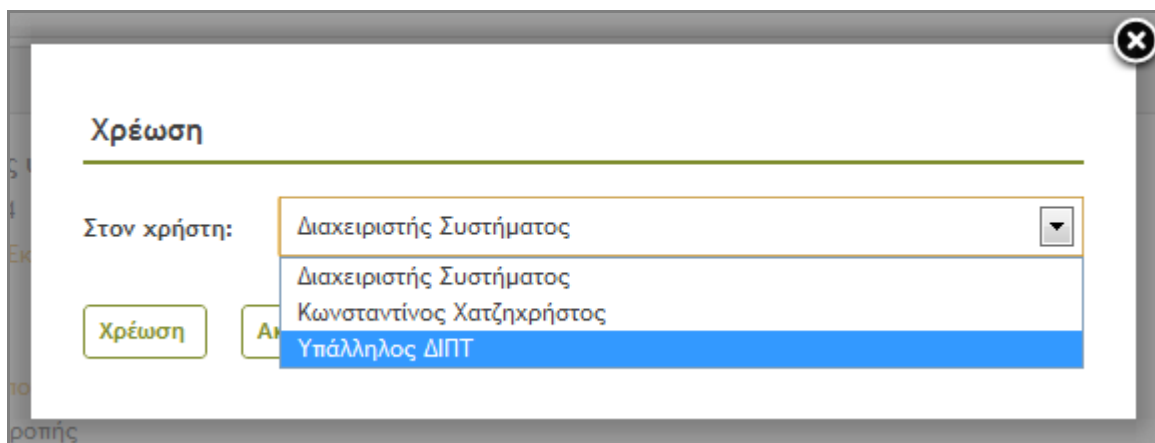 Χρέωση
Στον χρήστη:
Διαχειριστής Συστήματος
Διαχειριστής Συστήματος
Κωνσταντίνος Χατζηχρήστος
Υπάλληλος ΔΙΠΤ
Χρέωση